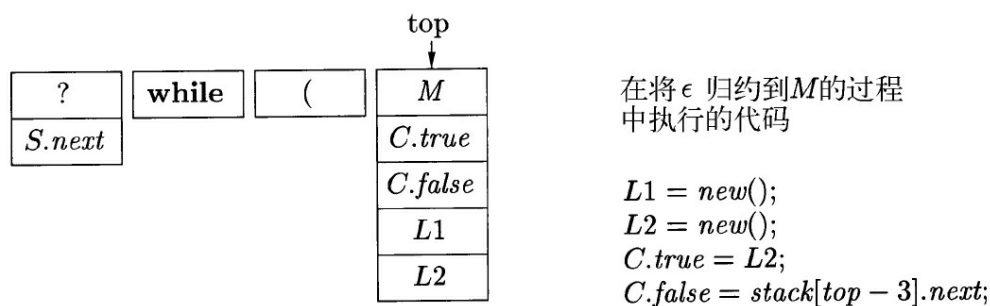 top
? while ( M
S.next C.true
C.false
L1
L2
在将ϵ 归约到M的过程
中执行的代码
L1 = new();
L2 = new();
C.true = L2;
C.false = stack[top − 3].next;